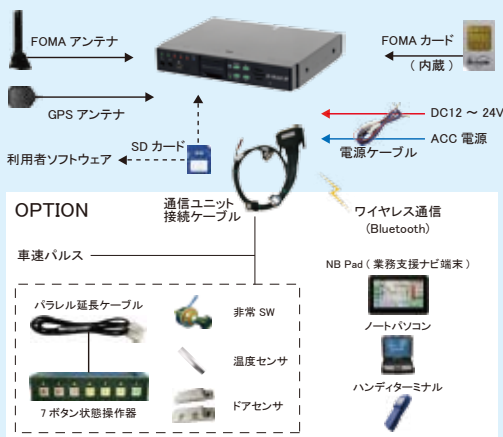 FOMA アンテナ
FOMA カード
( 内蔵 )
GPS アンテナ
DC12 ～ 24V
ACC 電源
電源ケーブル
SD カード
利用者ソフトウェア
OPTION
通信ユニット
接続ケーブル
ワイヤレス通信
(Bluetooth)
車速パルス
NB Pad ( 業務支援ナビ端末 )
パラレル延長ケーブル
非常 SW
ノートパソコン
温度センサ
ハンディターミナル
ドアセンサ
7 ボタン状態操作器